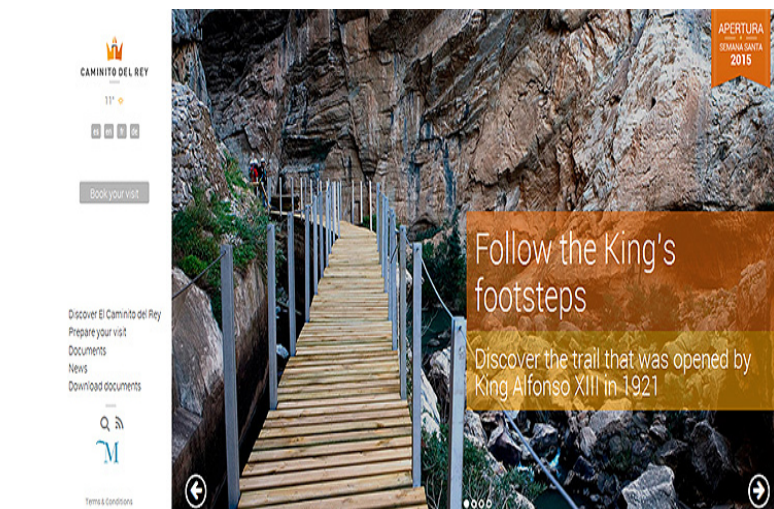 CAMINITO DEL REY
11°
es en fr de
Book your visit
Discover El Caminito del Rey
Prepare your visit
Documents
News
Download documents
M
Terms & Conditions
APERTURA
SEMANA SANTA
2015
Follow the King's
footsteps
Discover the trail that was opened by
King Alfonso XIII in 1921